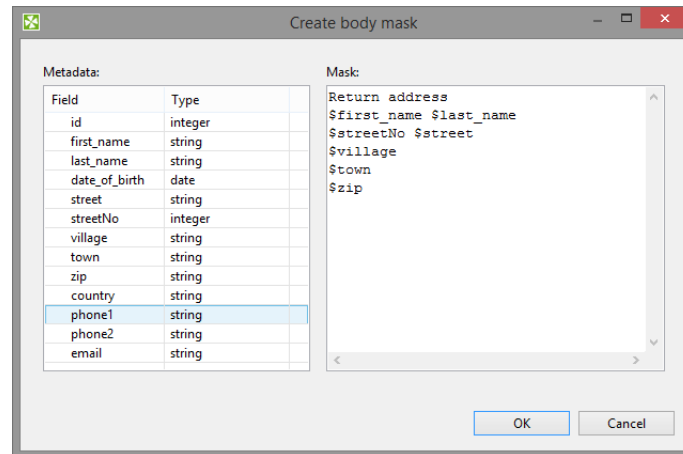 Create body mask
Metadata:
Field Type
id integer
first_name string
last_name string
date_of_birth date
street string
streetNo integer
village string
town string
zip string
country string
phone1 string
phone2 string
email string
Mask:
Return address
$first_name $last_name
$streetNo $street
$village
$town
$zip
OK Cancel